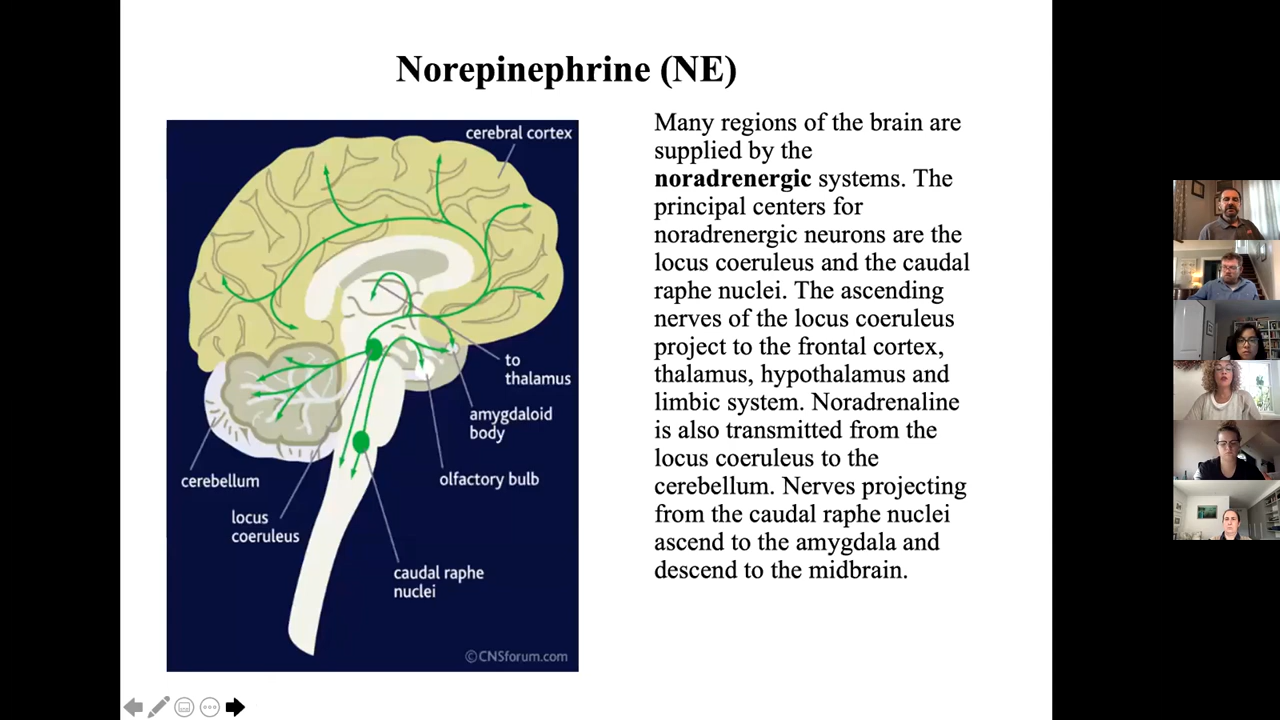 Norepinephrine (NE)
cerebral cortex
to
thalamus
amygdaloid
body
olfactory bulb
cerebellum
locus
coeruleus
caudal raphe
nuclei
©CNSforum.com
Many regions of the brain are
supplied by the
noradrenergic systems. The
principal centers for
noradrenergic neurons are the
locus coeruleus and the caudal
raphe nuclei. The ascending
nerves of the locus coeruleus
project to the frontal cortex,
thalamus, hypothalamus and
limbic system. Noradrenaline
is also transmitted from the
locus coeruleus to the
cerebellum. Nerves projecting
from the caudal raphe nuclei
ascend to the amygdala and
descend to the midbrain.